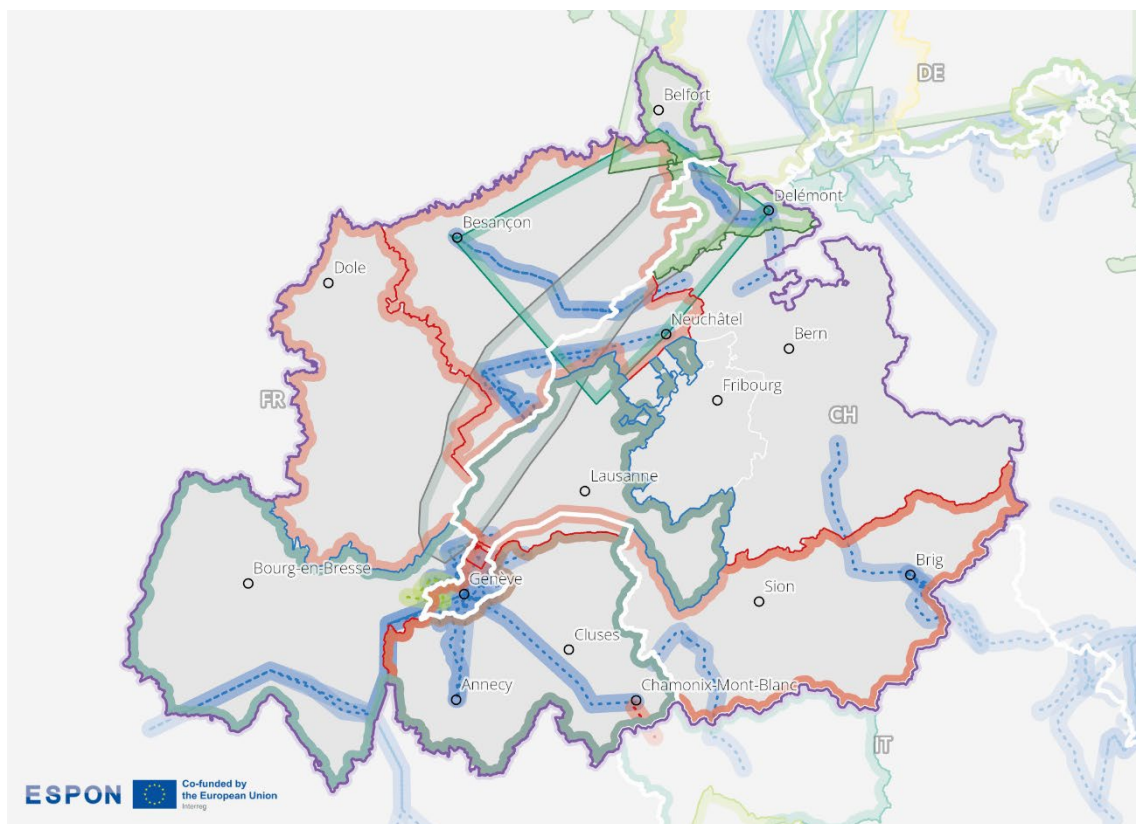 DE
Belfort
Delémont
Besançon
Dole
Neuchâtel
Bern
FR
Fribourg
CH
Lausanne
Bourg-en-Bresse
Genève
Brig
Sion
Cluses
Annecy
Chamonix-Mont-Blanc
IT
ESPON
Co-funded by
the European Union
Interreg